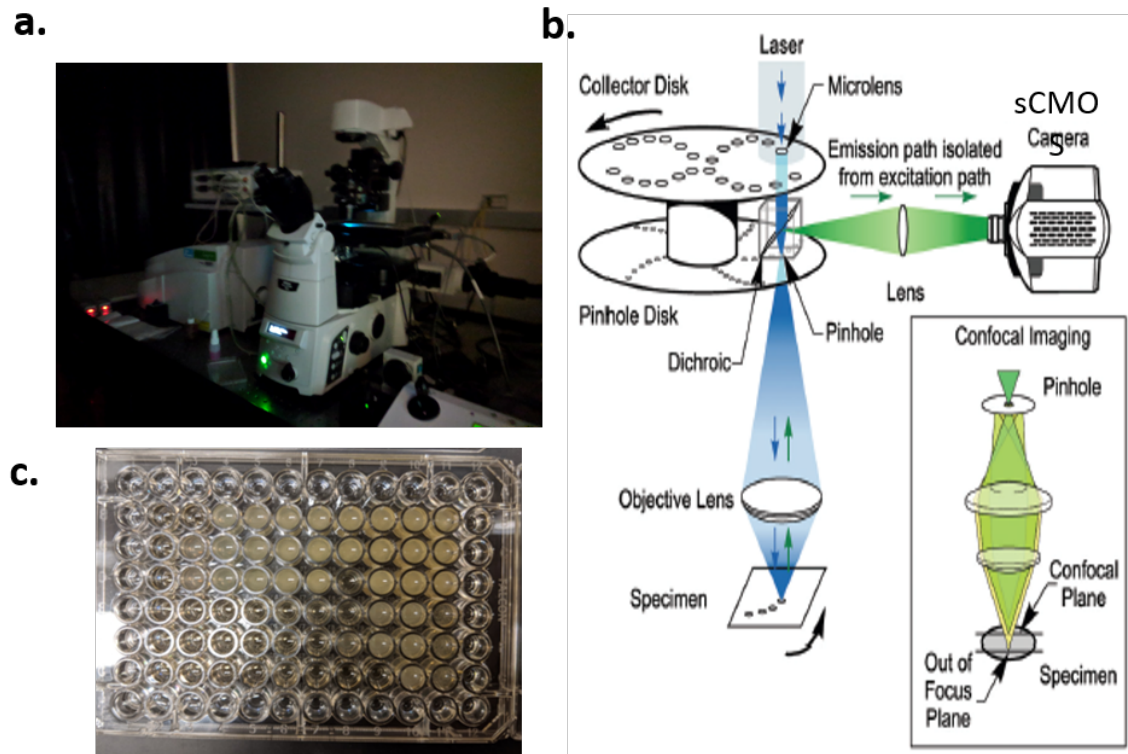 a.
b.
Laser
Collector Disk
Microlens
sCMO
S
Camera
Emission path isolated
from excitation path
Lens
Pinhole Disk
Pinhole
Dichroic
Objective Lens
Specimen
Confocal Imaging
Pinhole
Confocal
Plane
Out of
Focus
Plane
Specimen
c.